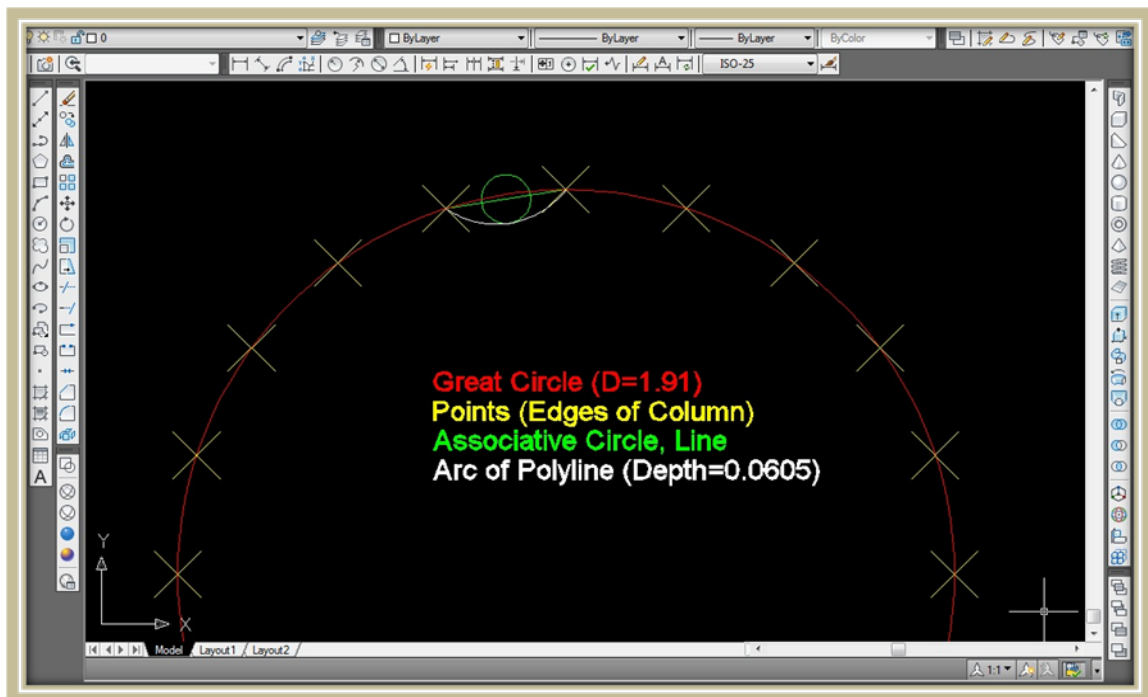 0 ByLayer ByLayer ByLayer ByColor
ISO-25
Great Circle (D=1.91)
Points (Edges of Column)
Associative Circle, Line
Arc of Polyline (Depth=0.0605)
A
Y
X
Model Layout1 Layout2
1:1